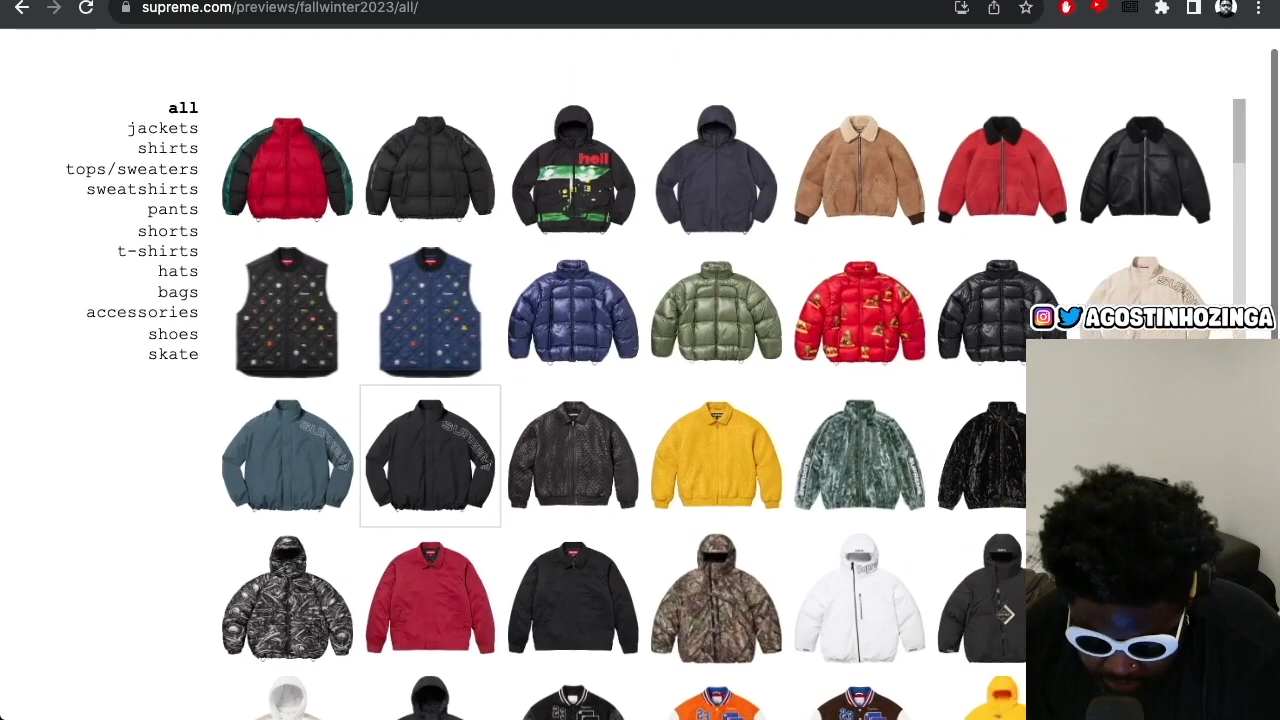 supreme.com/previews/fallwinter2023/all/
all
jackets
shirts
tops/sweaters
sweatshirts
pants
shorts
t-shirts
hats
bags
accessories
shoes
skate
hell
AGOSTINHOZINGA